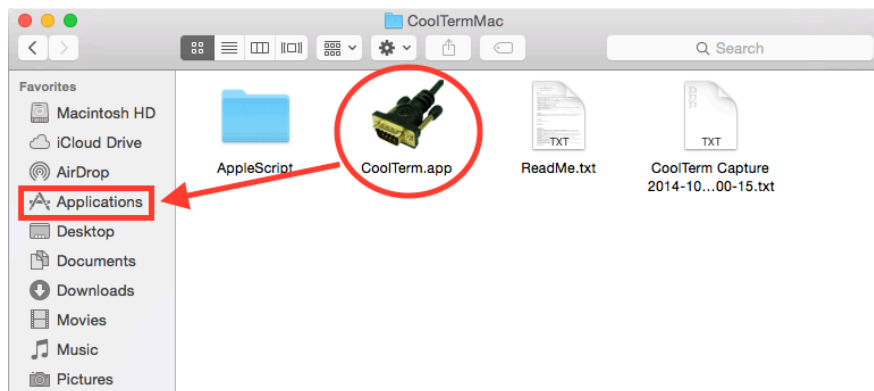 CoolTermMac
Search
Favorites
Macintosh HD
iCloud Drive
AirDrop
Applications
Desktop
Documents
Downloads
Movies
Music
Pictures
AppleScript
CoolTerm.app
TXT
ReadMe.txt
TXT
CoolTerm Capture
2014-10...00-15.txt